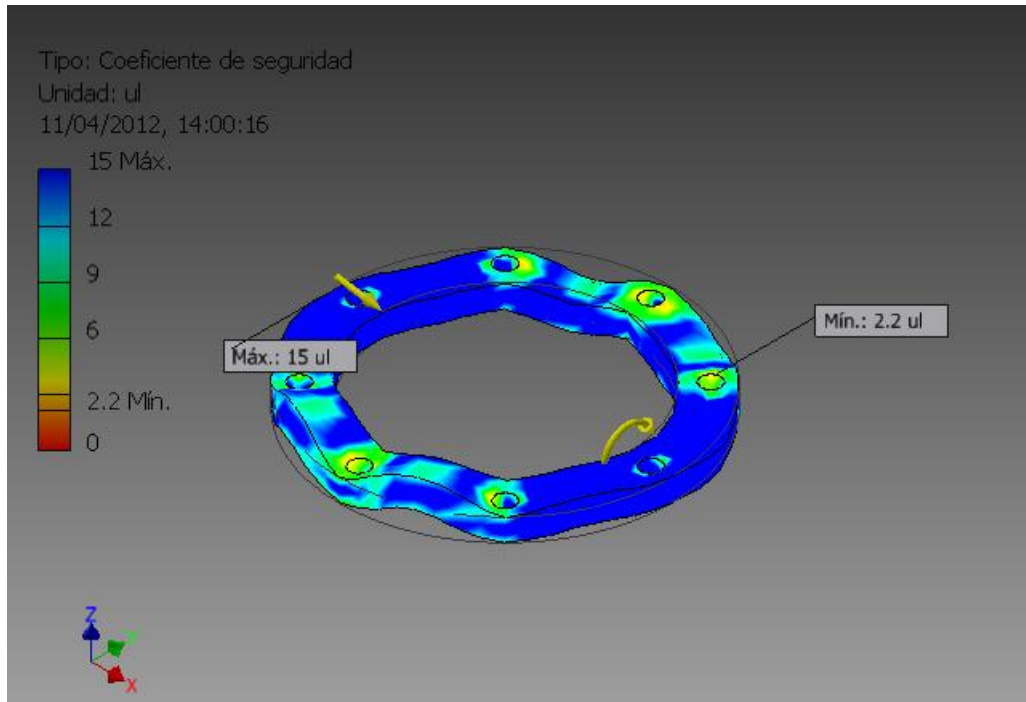 Tipo: Coeficiente de seguridad
Unidad: ul
11/04/2012, 14:00:16
15 Máx.
12
9
6
2.2 Mín.
0
Máx.: 15 ul
Mín.: 2.2 ul
Z
X